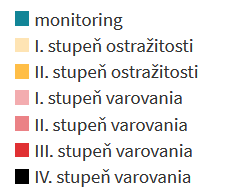 monitoring
I. stupeň ostražitosti
II. stupeň ostražitosti
I. stupeň varovania
II. stupeň varovania
III. stupeň varovania
IV. stupeň varovania